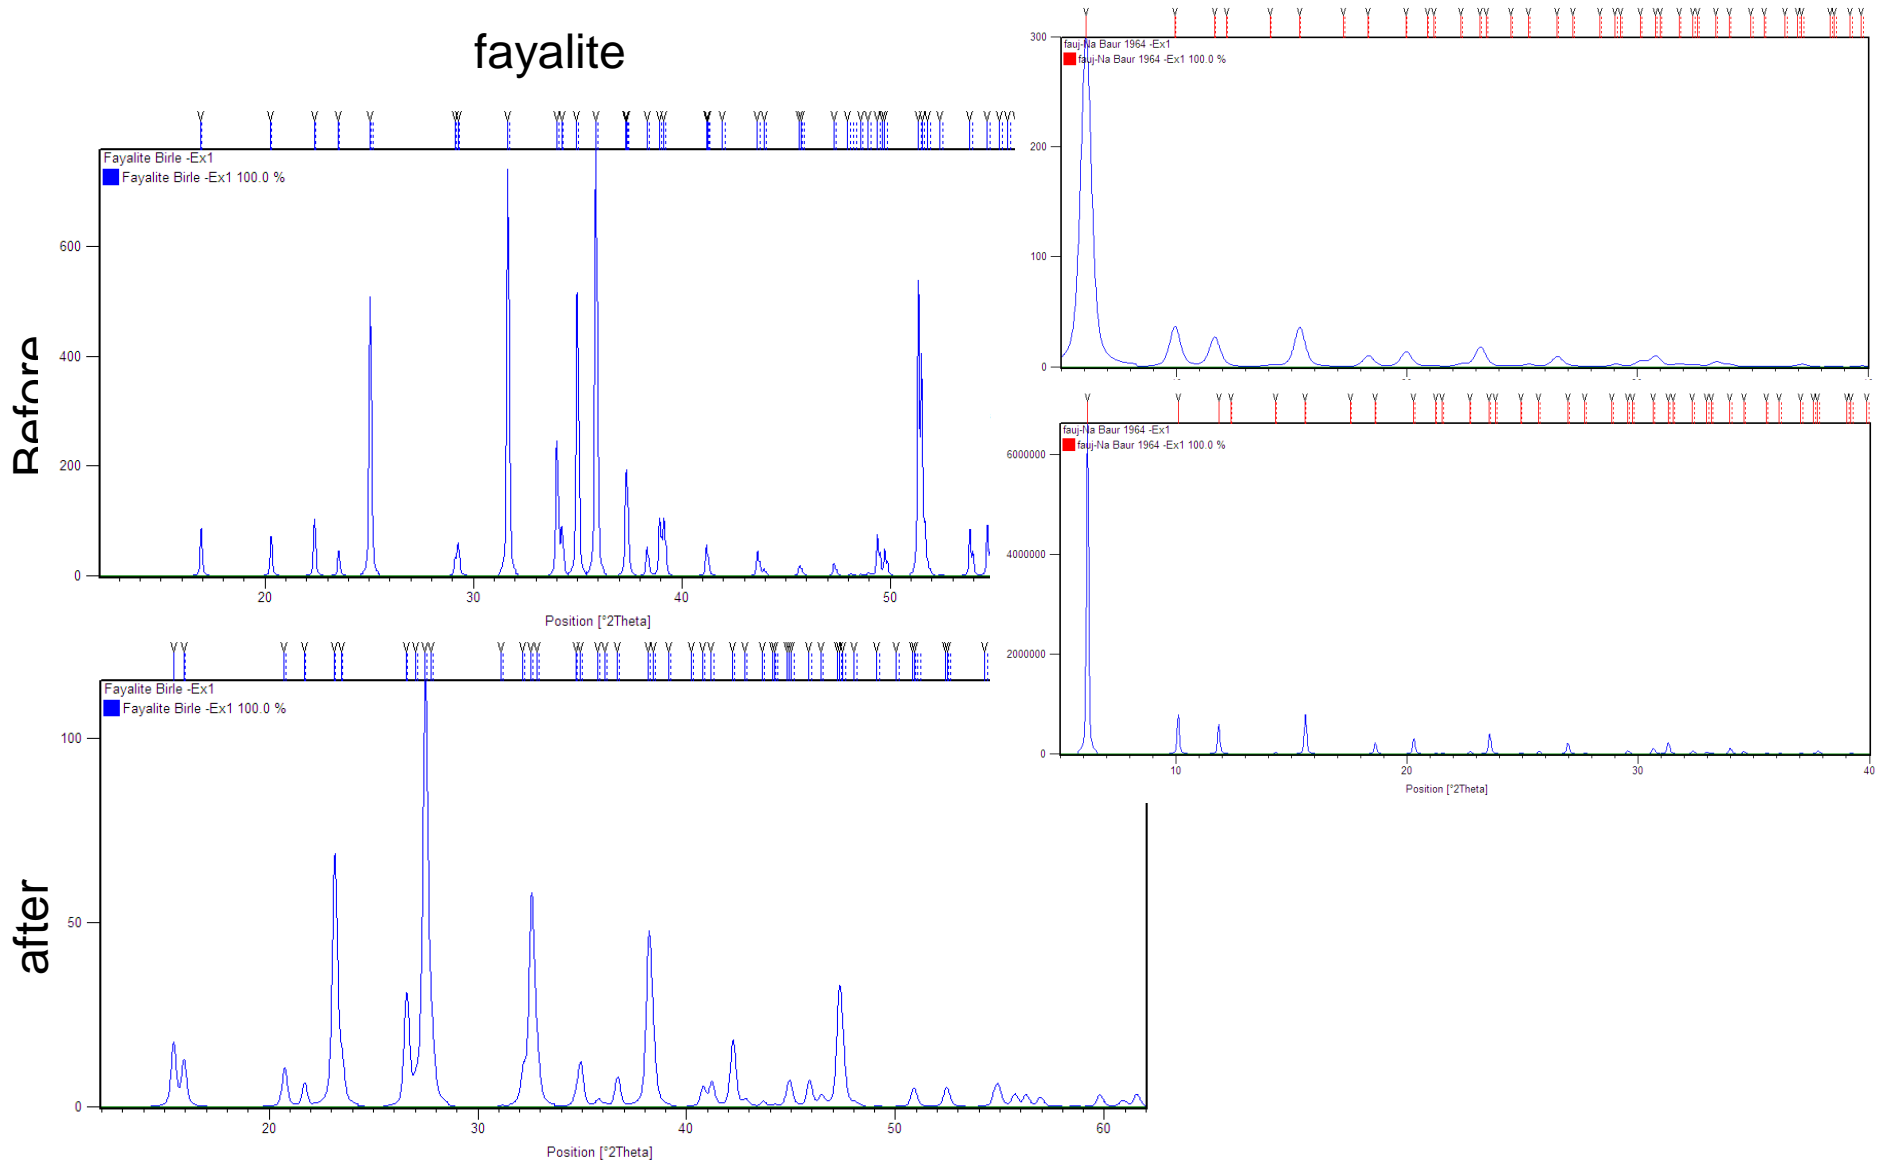 fayalite
Before
Fayalite Birle -Ex1
Fayalite Birle -Ex1 100.0 %
600
400
200
0
20
30
40
50
Position [°2Theta]
300
fauj-Na Baur 1964 -Ex1
fauj-Na Baur 1964 -Ex1 100.0 %
200
100
0
fauj-Na Baur 1964 -Ex1
fauj-Na Baur 1964 -Ex1 100.0 %
6000000
4000000
2000000
0
10
20
30
40
Position [°2Theta]
after
Fayalite Birle -Ex1
Fayalite Birle -Ex1 100.0 %
100
50
0
20
30
40
50
60
Position [°2Theta]